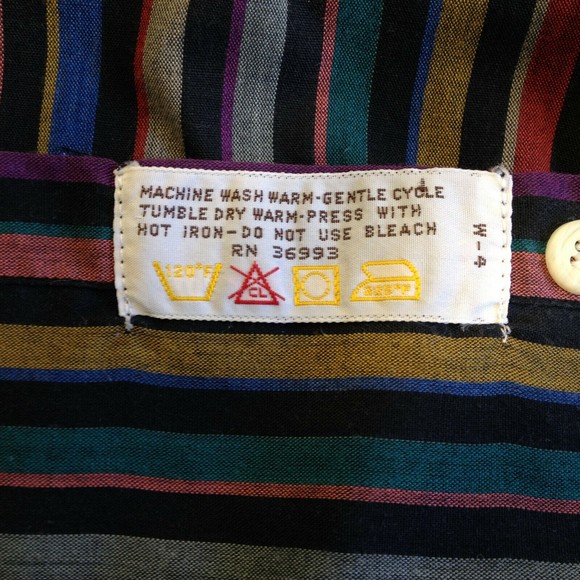 MACHINE WASH WARM-GENTLE CYCLE
TUMBLE DRY WARM-PRESS WITH
HOT IRON-DO NOT USE BLEACH
RN 36993
W-4
120°F
CL
325°F